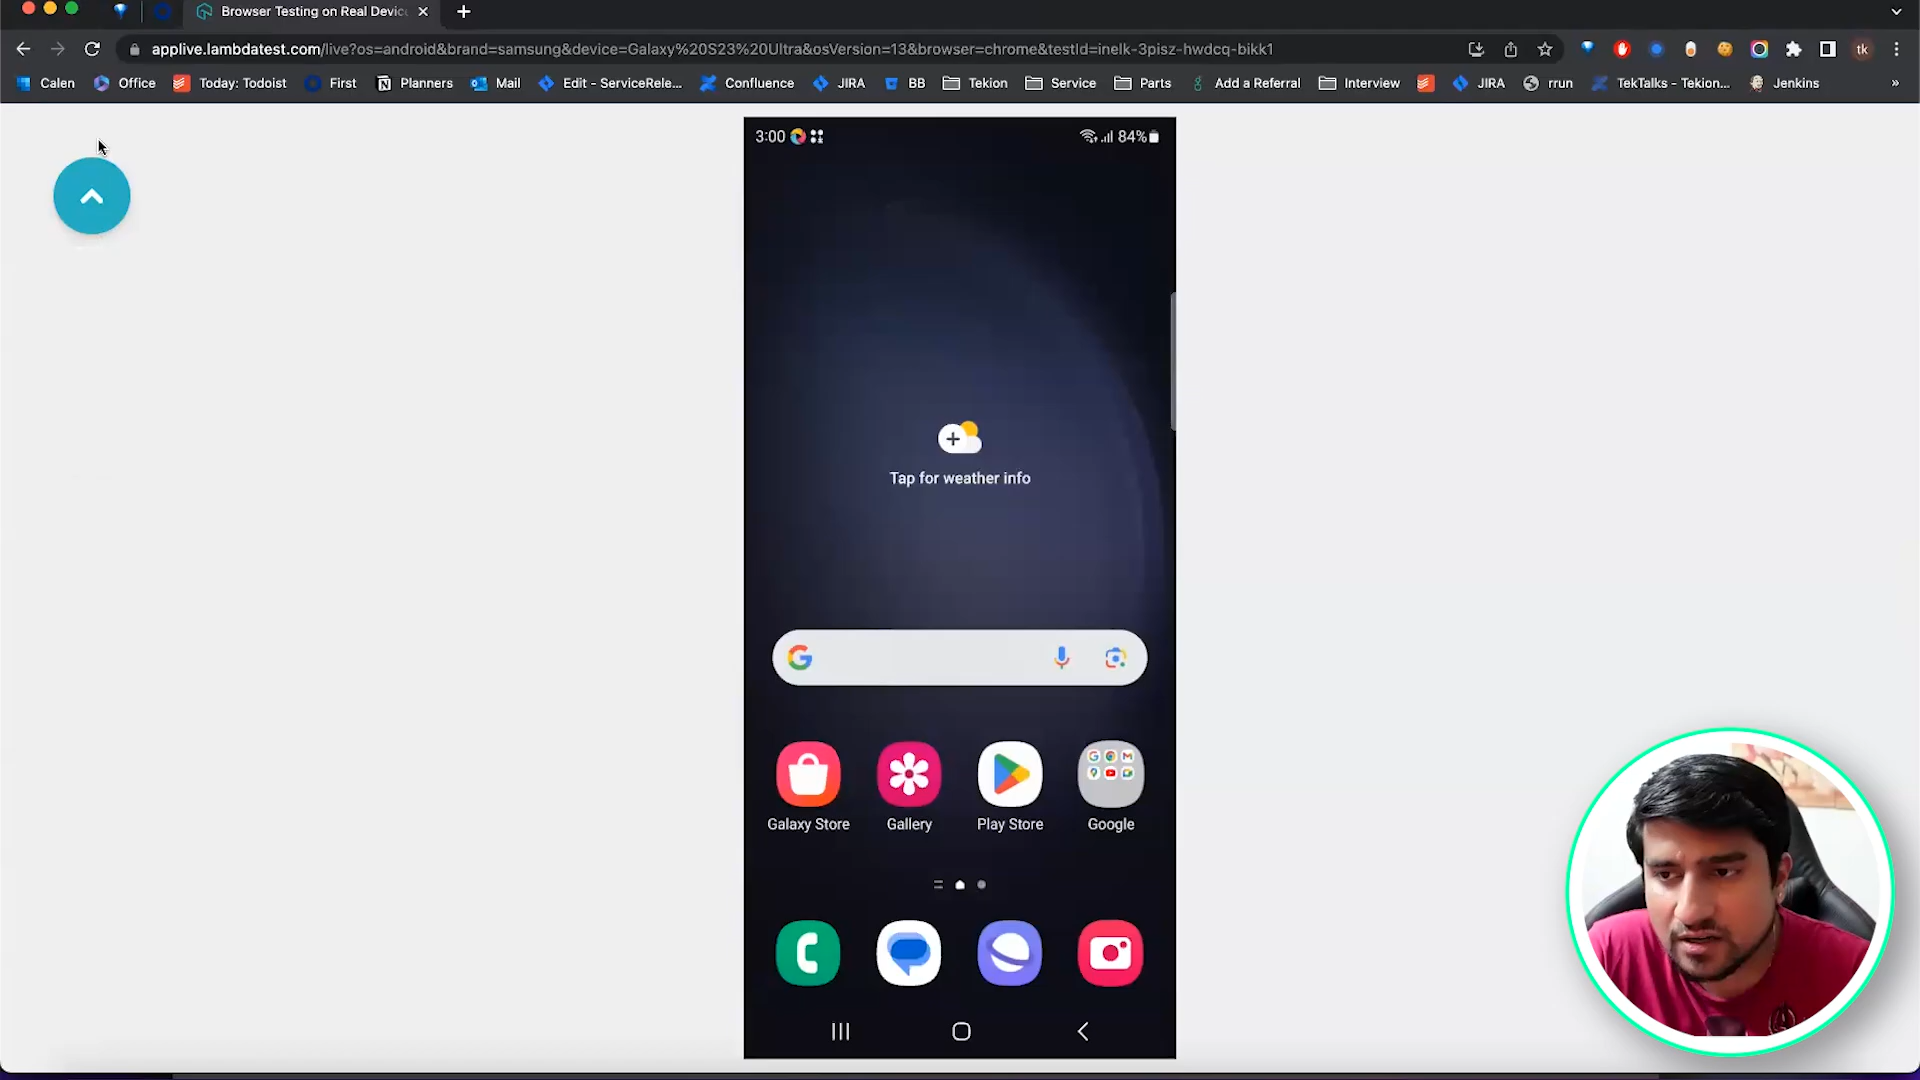 Browser Testing on Real Devic
applive.lambdatest.com/live?os=android&brand=samsung&device=Galaxy%20S23%20Ultra&osVersion=13&browser=chrome&testId=inelk-3pisz-hwdcq-bikk1
tk
Calen Office Today: Todoist First Planners Mail Edit - ServiceRele... Confluence JIRA BB Tekion Service Parts Add a Referral Interview JIRA rrun TekTalks - Tekion... Jenkins »
3:00 84%
Tap for weather info
Galaxy Store Gallery Play Store Google